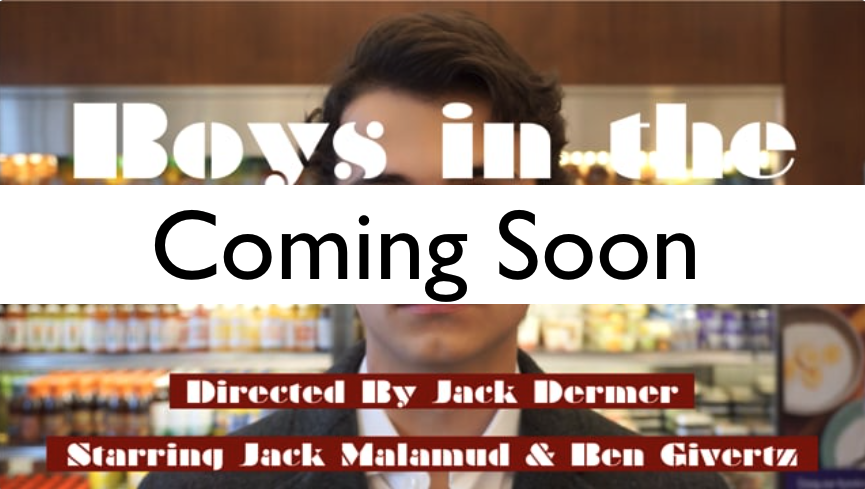 Boys in the
Coming Soon
Directed By Jack Dermer
Starring Jack Malamud & Ben Givertz